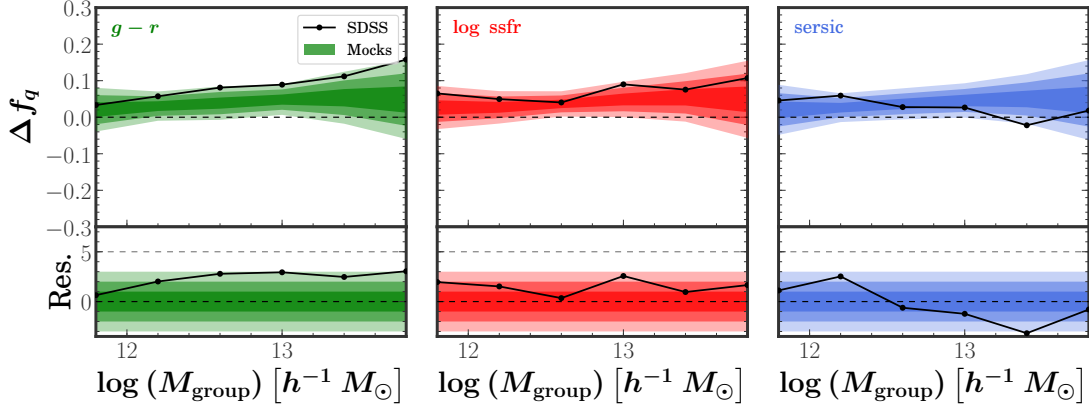 g − r
SDSS
Mocks
log ssfr
sersic
Δf_q
0.3
0.2
0.1
0.0
−0.1
−0.2
−0.3
Res.
5
0
12 13
12 13
12 13
log (M_group) [h⁻¹ M_⊙]
log (M_group) [h⁻¹ M_⊙]
log (M_group) [h⁻¹ M_⊙]